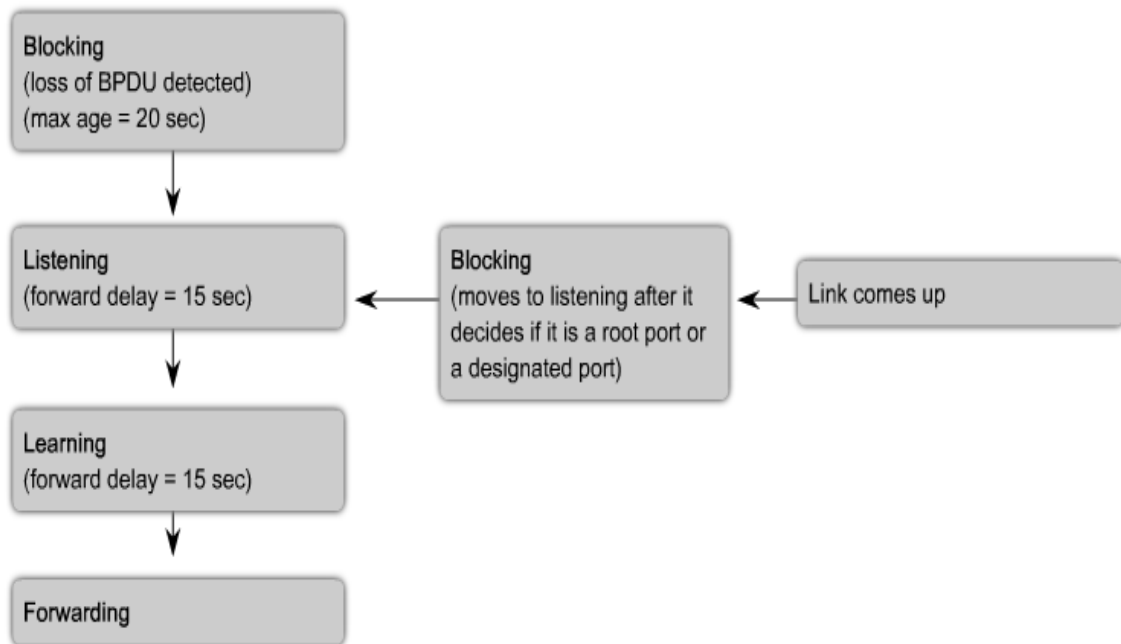 Blocking
(loss of BPDU detected)
(max age = 20 sec)
Listening
(forward delay = 15 sec)
Blocking
(moves to listening after it
decides if it is a root port or
a designated port)
Link comes up
Learning
(forward delay = 15 sec)
Forwarding